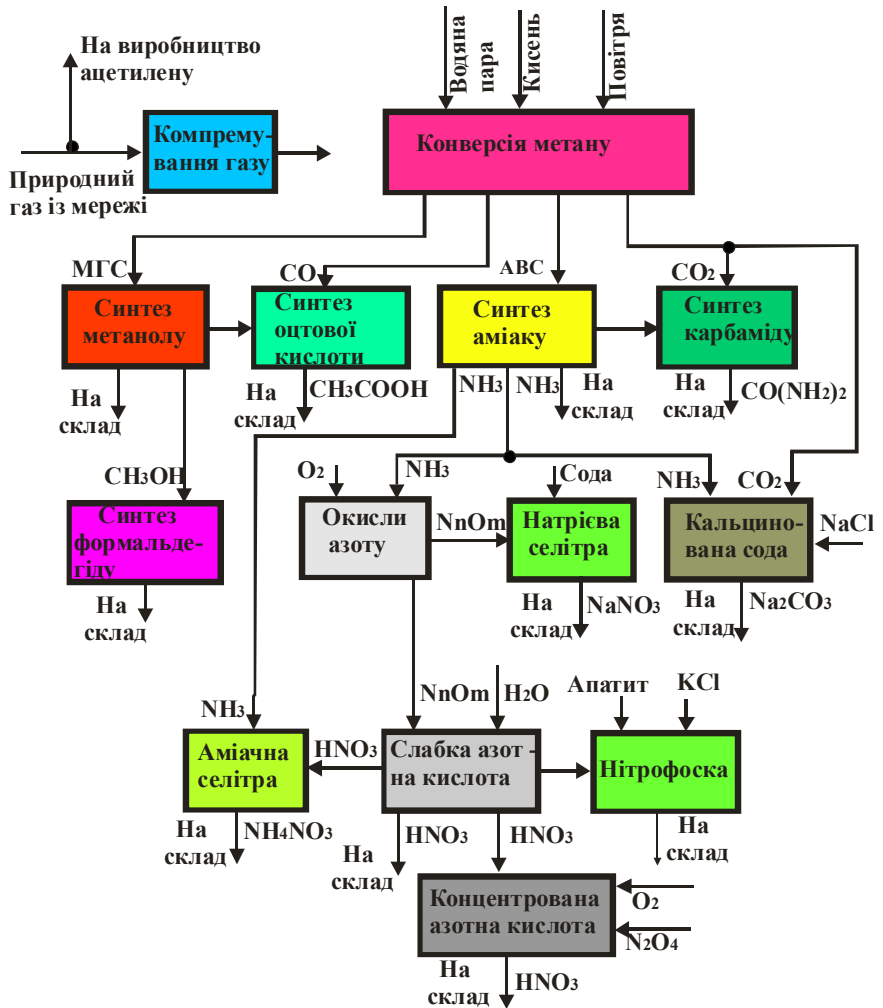 На виробництво
ацетилену
Водяна
пара
Кисень
Повітря
Компрему-
вання газу
Конверсія метану
Природний
газ із мережі
МГС
CO
АВС
CO2
Синтез
метанолу
Синтез
оцтової
кислоти
Синтез
аміаку
Синтез
карбаміду
На
склад
На
склад
CH3COOH
NH3
NH3
На
склад
На
склад
CO(NH2)2
CH3OH
O2
NH3
Сода
NH3
CO2
Синтез
формальде-
гіду
Окисли
азоту
NnOm
Натрієва
селітра
Кальцино-
вана сода
NaCl
На
склад
На
склад
NaNO3
На
склад
Na2CO3
NH3
NnOm
H2O
Апатит
KCl
Аміачна
селітра
HNO3
Слабка азот -
на кислота
Нітрофоска
На
склад
NH4NO3
На
склад
HNO3
HNO3
На
склад
Концентрована
азотна кислота
O2
N2O4
На
склад
HNO3